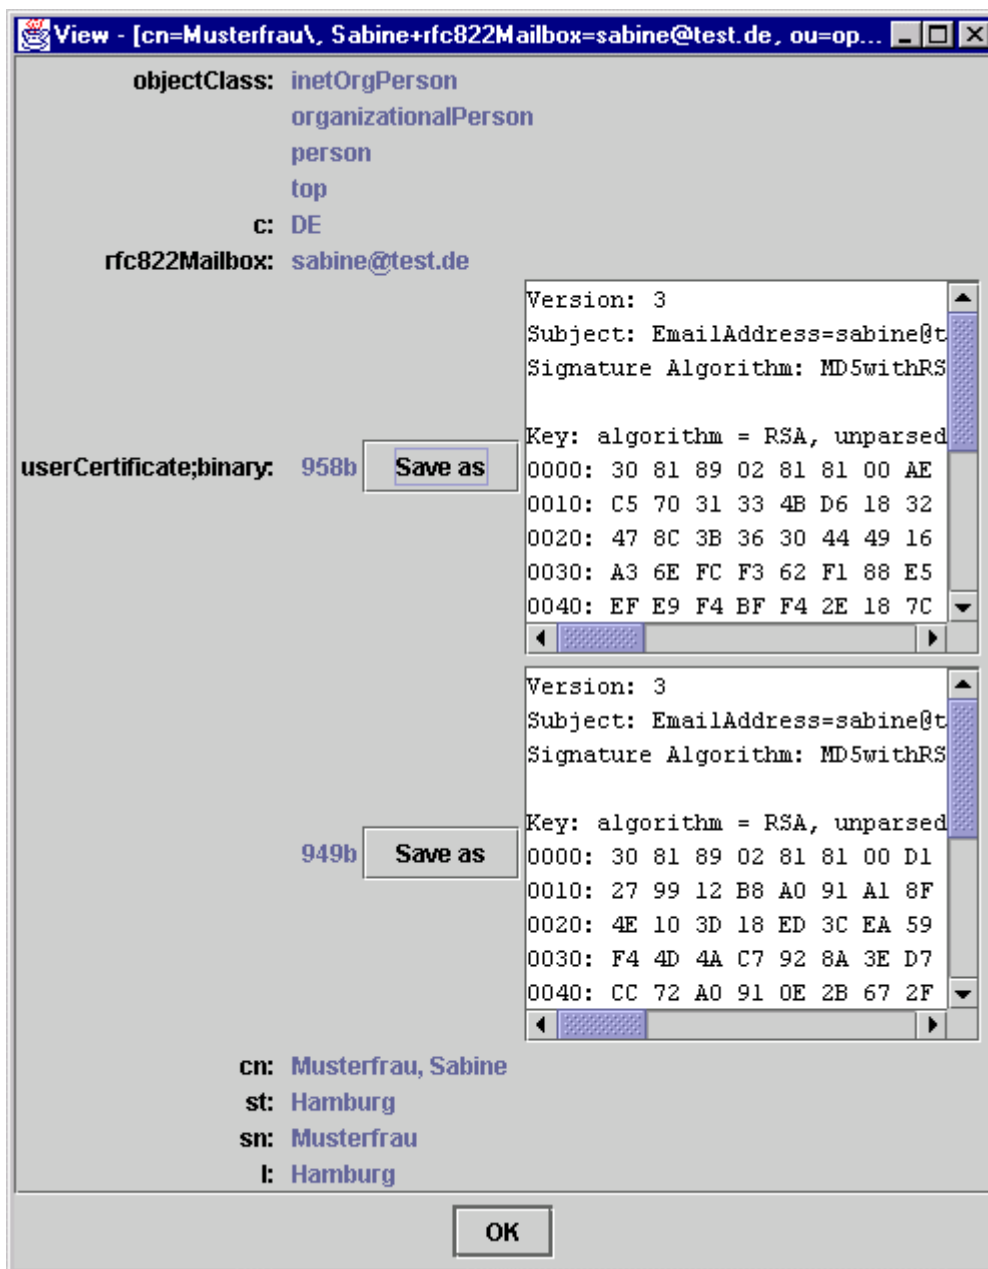 View - [cn=Musterfrau\, Sabine+rfc822Mailbox=sabine@test.de, ou=op...
objectClass: inetOrgPerson
organizationalPerson
person
top
c: DE
rfc822Mailbox: sabine@test.de
userCertificate;binary: 958b Save as
Version: 3
Subject: EmailAddress=sabine@t
Signature Algorithm: MD5withRS
Key: algorithm = RSA, unparsed
0000: 30 81 89 02 81 81 00 AE
0010: C5 70 31 33 4B D6 18 32
0020: 47 8C 3B 36 30 44 49 16
0030: A3 6E FC F3 62 F1 88 E5
0040: EF E9 F4 BF F4 2E 18 7C
949b Save as
Version: 3
Subject: EmailAddress=sabine@t
Signature Algorithm: MD5withRS
Key: algorithm = RSA, unparsed
0000: 30 81 89 02 81 81 00 D1
0010: 27 99 12 B8 A0 91 A1 8F
0020: 4E 10 3D 18 ED 3C EA 59
0030: F4 4D 4A C7 92 8A 3E D7
0040: CC 72 A0 91 0E 2B 67 2F
cn: Musterfrau, Sabine
st: Hamburg
sn: Musterfrau
l: Hamburg
OK